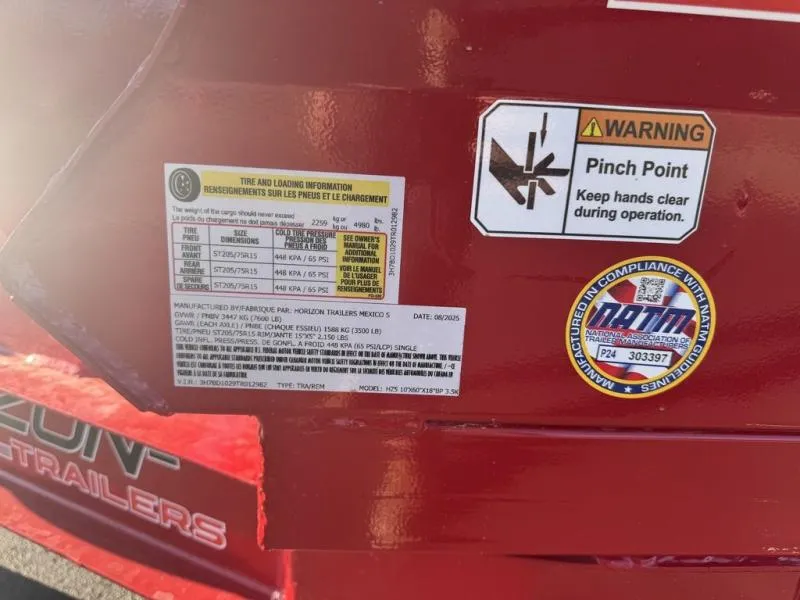 TIRE AND LOADING INFORMATION
RENSEIGNEMENTS SUR LES PNEUS ET LE CHARGEMENT
The weight of the cargo should never exceed
Le poids du chargement ne doit jamais dépasser 2259 kg or kg ou 4980 lbs. lb.
TIRE PNEU SIZE DIMENSIONS COLD TIRE PRESSURE PRESSION DES PNEUS A FROID
FRONT AVANT ST205/75R15 448 KPA / 65 PSI
REAR ARRIÈRE ST205/75R15 448 KPA / 65 PSI
SPARE DE SECOURS ST205/75R15 448 KPA / 65 PSI
SEE OWNER'S
MANUAL FOR
ADDITIONAL
INFORMATION
VOIR LE MANUEL
DE L'USAGER
POUR PLUS DE
RENSEIGNEMENTS
3H7BD1029TR012982
MANUFACTURED BY/FABRIQUE PAR: HORIZON TRAILERS MEXICO S DATE: 08/2025
GVWR / PNBV 3447 KG (7600 LB)
GAWR (EACH AXLE) / PNBE (CHAQUE ESSIEU) 1588 KG (3500 LB)
TIRE/PNEU ST205/75R15 RIM/JANTE 15"X5" 2,150 LBS
COLD INFL. PRESS./PRESS. DE GONFL. A FROID 448 KPA (65 PSI/LCP) SINGLE
V.I.N.: 3H7BD1029TR012982 TYPE: TRA/REM MODEL: HZS 10'X60"X18"BP 3.5K
WARNING
Pinch Point
Keep hands clear
during operation.
MANUFACTURED IN COMPLIANCE WITH NATM GUIDELINES
NATM
NATIONAL ASSOCIATION OF
TRAILER MANUFACTURERS
P24 303397
ZON-
TRAILERS